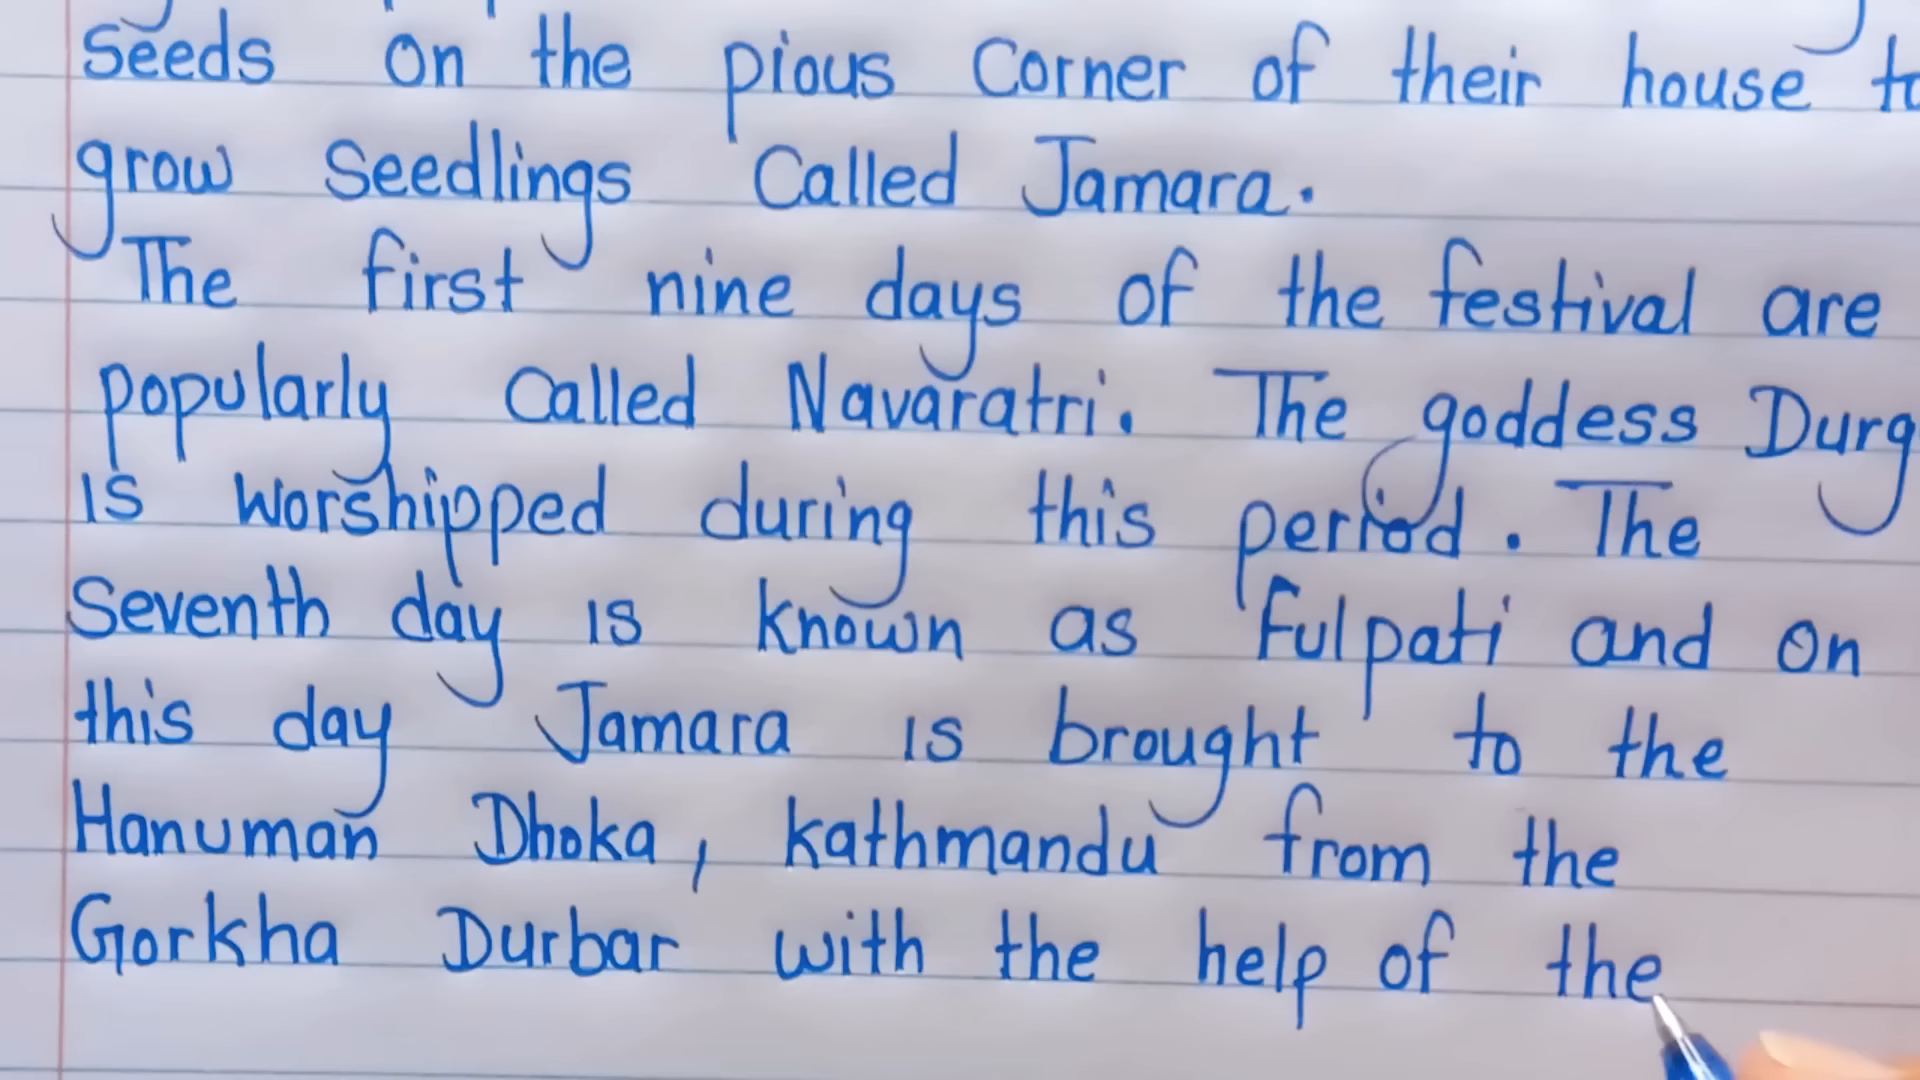 seeds on the pious Corner of their house to
grow seedlings Called Jamara.
The first nine days of the festival are
popularly Called Navaratri. The goddess Durg
is worshipped during this period. The
Seventh day is known as Fulpati and on
this day Jamara is brought to the
Hanuman Dhoka, kathmandu from the
Gorkha Durbar with the help of the